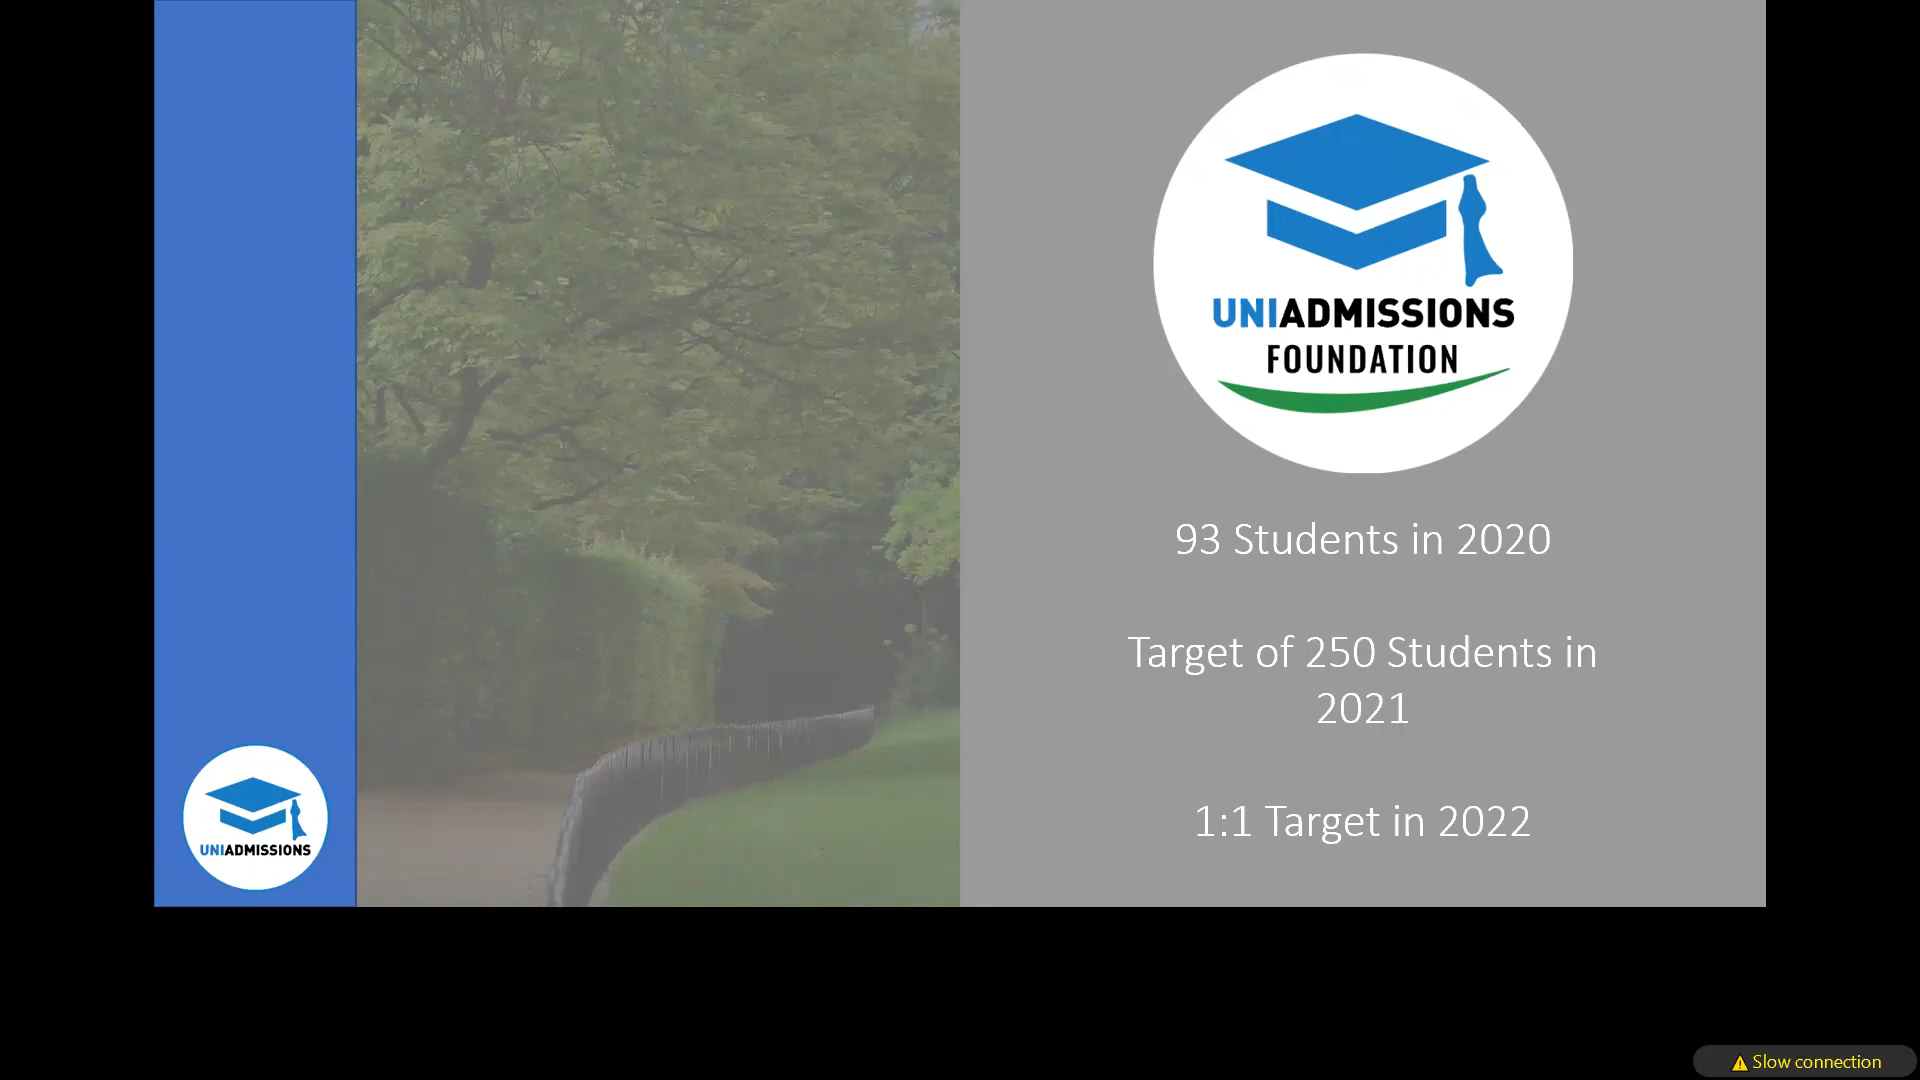 UNIADMISSIONS
FOUNDATION
93 Students in 2020
Target of 250 Students in
2021
1:1 Target in 2022
UNIADMISSIONS
Slow connection